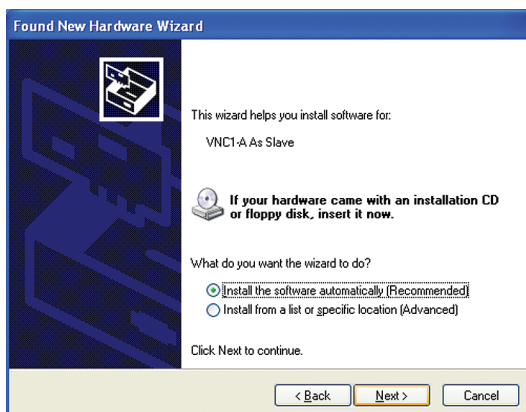 Found New Hardware Wizard
This wizard helps you install software for:
VNC1-A As Slave
If your hardware came with an installation CD
or floppy disk, insert it now.
What do you want the wizard to do?
Install the software automatically (Recommended)
Install from a list or specific location (Advanced)
Click Next to continue.
< Back Next > Cancel